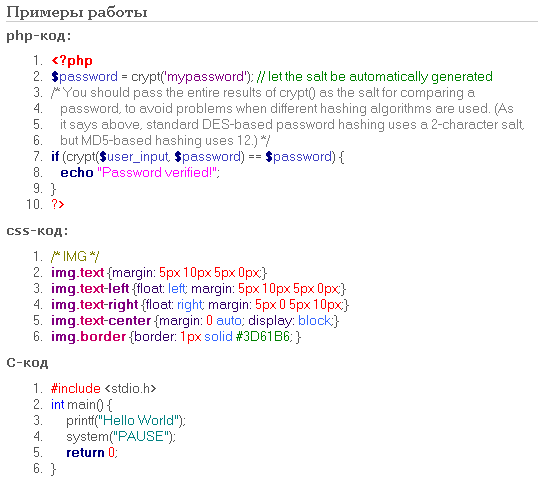 Примеры работы
php-код:
1. <?php
2. $password = crypt('mypassword'); // let the salt be automatically generated
3. /* You should pass the entire results of crypt() as the salt for comparing a
4. password, to avoid problems when different hashing algorithms are used. (As
5. it says above, standard DES-based password hashing uses a 2-character salt,
6. but MD5-based hashing uses 12.) */
7. if (crypt($user_input, $password) == $password) {
8. echo "Password verified!";
9. }
10. ?>
css-код:
1. /* IMG */
2. img.text {margin: 5px 10px 5px 0px;}
3. img.text-left {float: left; margin: 5px 10px 5px 0px;}
4. img.text-right {float: right; margin: 5px 0 5px 10px;}
5. img.text-center {margin: 0 auto; display: block;}
6. img.border {border: 1px solid #3D61B6; }
C-код
1. #include <stdio.h>
2. int main() {
3. printf("Hello World");
4. system("PAUSE");
5. return 0;
6. }